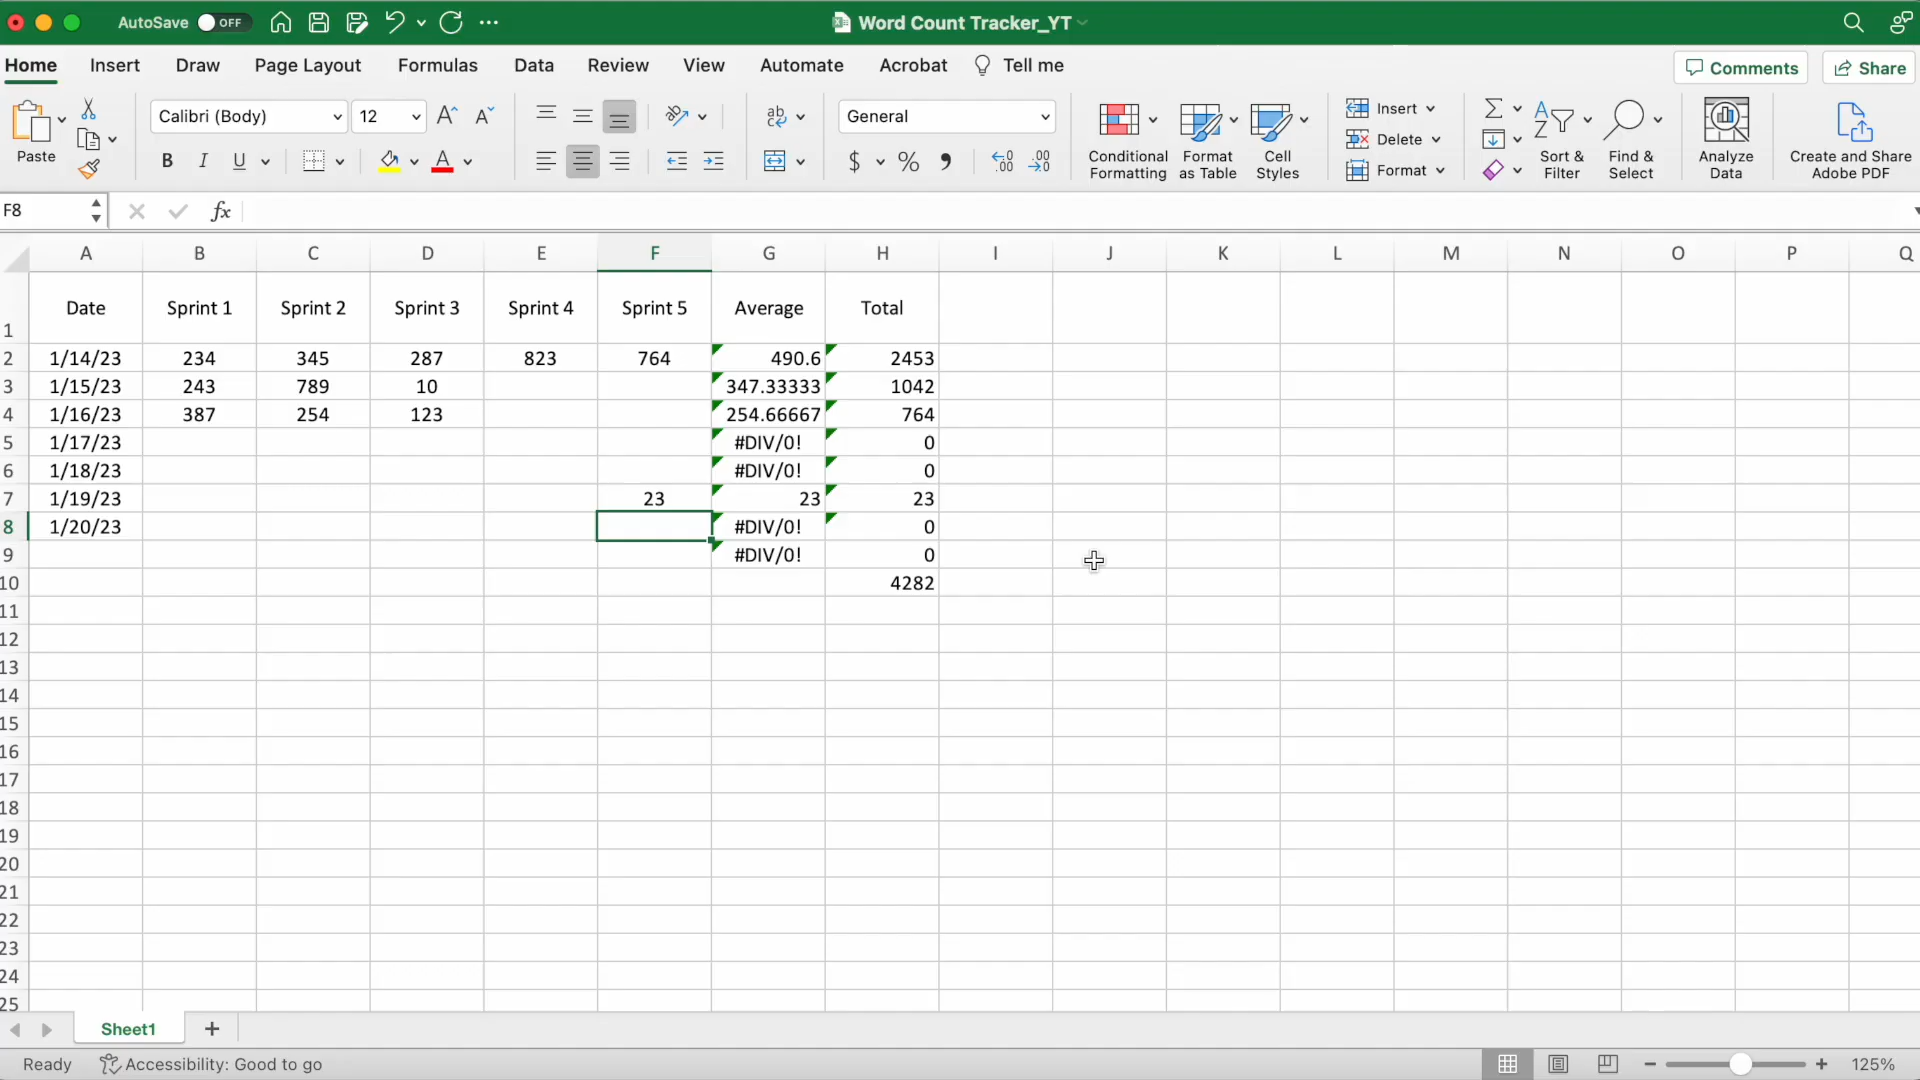 AutoSave OFF Word Count Tracker_YT
Home Insert Draw Page Layout Formulas Data Review View Automate Acrobat Tell me Comments Share
Paste Calibri (Body) 12 General Conditional Formatting Format as Table Cell Styles Insert Delete Format Sort & Filter Find & Select Analyze Data Create and Share Adobe PDF
F8 fx
A B C D E F G H I J K L M N O P Q
1 Date Sprint 1 Sprint 2 Sprint 3 Sprint 4 Sprint 5 Average Total
2 1/14/23 234 345 287 823 764 490.6 2453
3 1/15/23 243 789 10 347.33333 1042
4 1/16/23 387 254 123 254.66667 764
5 1/17/23 #DIV/0! 0
6 1/18/23 #DIV/0! 0
7 1/19/23 23 23 23
8 1/20/23 #DIV/0! 0
9 #DIV/0! 0
10 4282
11
12
13
14
15
16
17
18
19
20
21
22
23
24
25
Sheet1
Ready Accessibility: Good to go 125%